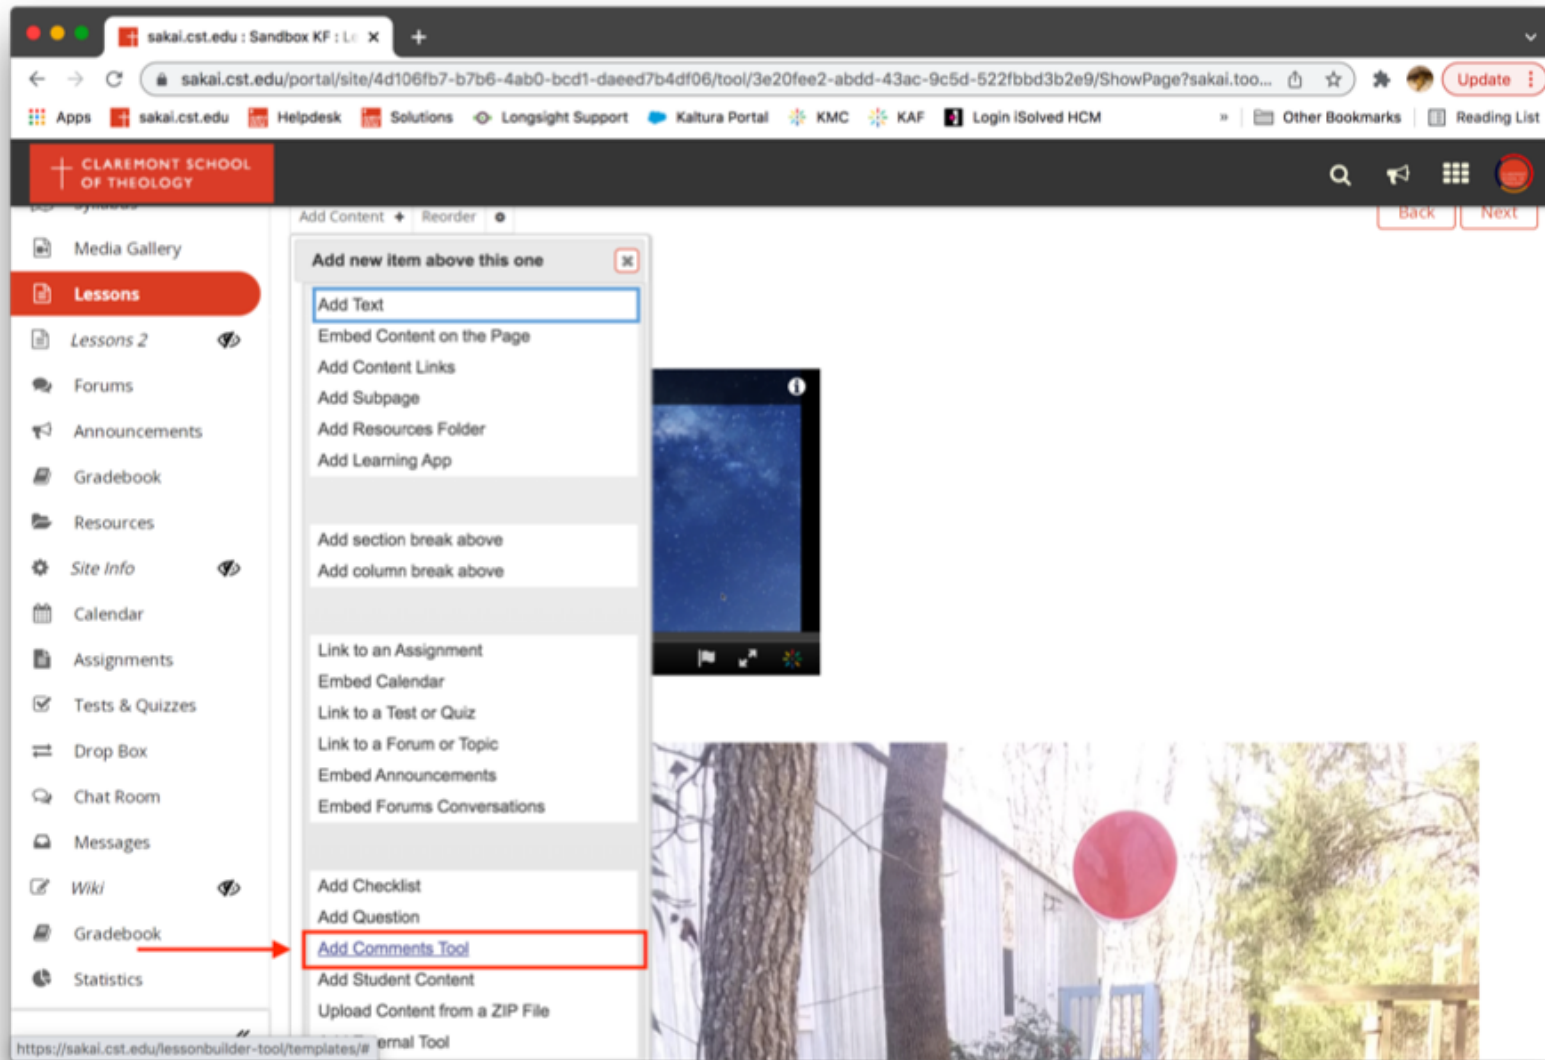 sakai.cst.edu : Sandbox KF : Le
sakai.cst.edu/portal/site/4d106fb7-b7b6-4ab0-bcd1-daeed7b4df06/tool/3e20fee2-abdd-43ac-9c5d-522fbbd3b2e9/ShowPage?sakai.too...
Update
Apps sakai.cst.edu Helpdesk Solutions Longsight Support Kaltura Portal KMC KAF Login iSolved HCM » Other Bookmarks Reading List
CLAREMONT SCHOOL
OF THEOLOGY
Syllabus
Media Gallery
Lessons
Lessons 2
Forums
Announcements
Gradebook
Resources
Site Info
Calendar
Assignments
Tests & Quizzes
Drop Box
Chat Room
Messages
Wiki
Gradebook
Statistics
https://sakai.cst.edu/lessonbuilder-tool/templates/#
Add Content + Reorder
Back Next
Add new item above this one
Add Text
Embed Content on the Page
Add Content Links
Add Subpage
Add Resources Folder
Add Learning App
Add section break above
Add column break above
Link to an Assignment
Embed Calendar
Link to a Test or Quiz
Link to a Forum or Topic
Embed Announcements
Embed Forums Conversations
Add Checklist
Add Question
Add Comments Tool
Add Student Content
Upload Content from a ZIP File
Tool